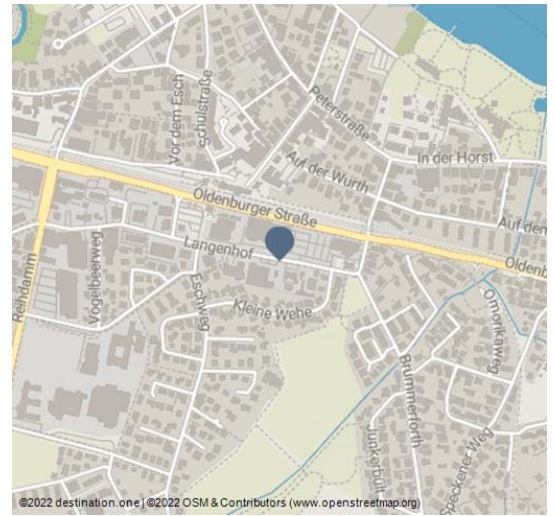 Vor dem Esch
Schulstraße
Peterstraße
In der Horst
Auf der Wurth
Oldenburger Straße
Auf den
Oldenb
Langenhof
Reihdamm
Vogelbeerweg
Eschweg
Kleine Wehe
Omorikaweg
Brummerforth
Junkerbült
Speckener Weg
©2022 destination.one | ©2022 OSM & Contributors (www.openstreetmap.org)